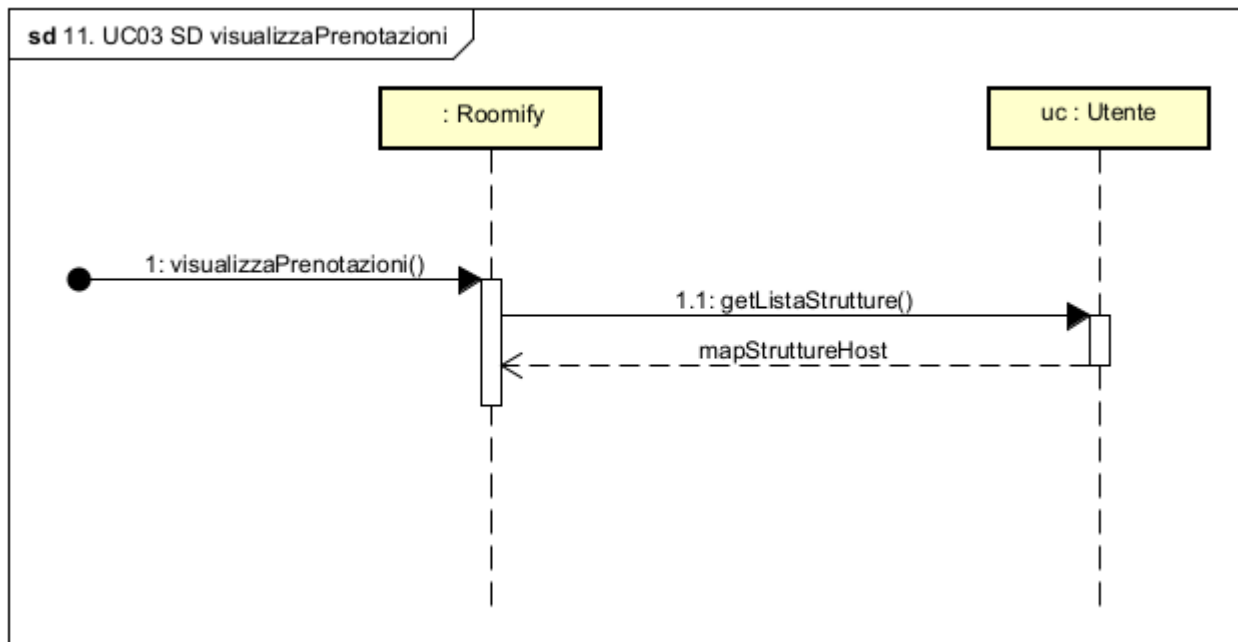 sd 11. UC03 SD visualizzaPrenotazioni
: Roomify
uc : Utente
1: visualizzaPrenotazioni()
1.1: getListaStrutture()
mapStruttureHost